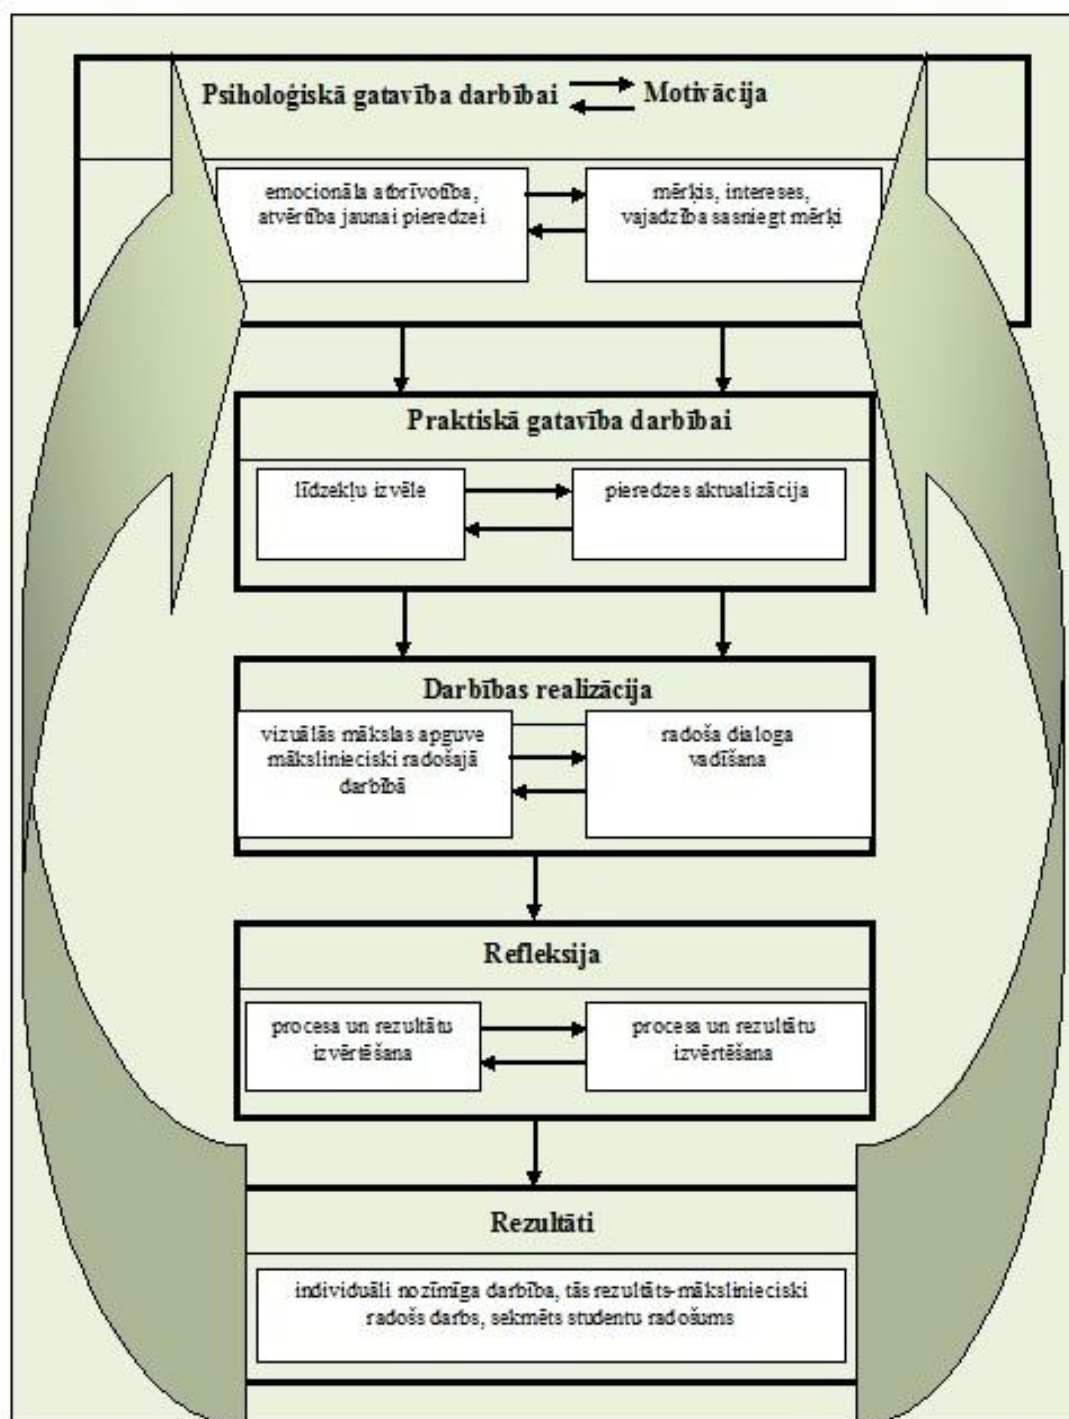 Psiholoģiskā gatavība darbībai Motivācija
emocionāla atbrīvotība,
atvērtība jaunai pieredzei
mērķis, intereses,
vajadzība sasniegt mērķi
Praktiskā gatavība darbībai
līdzekļu izvēle
pieredzes aktualizācija
Darbības realizācija
vizuālās mākslas apguve
mākslinieciski radošajā
darbībā
radoša dialoga
vadīšana
Refleksija
procesa un rezultātu
izvērtēšana
procesa un rezultātu
izvērtēšana
Rezultāti
individuāli nozīmīga darbība, tās rezultāts-mākslinieciski
radošs darbs, sekmēts studentu radošums